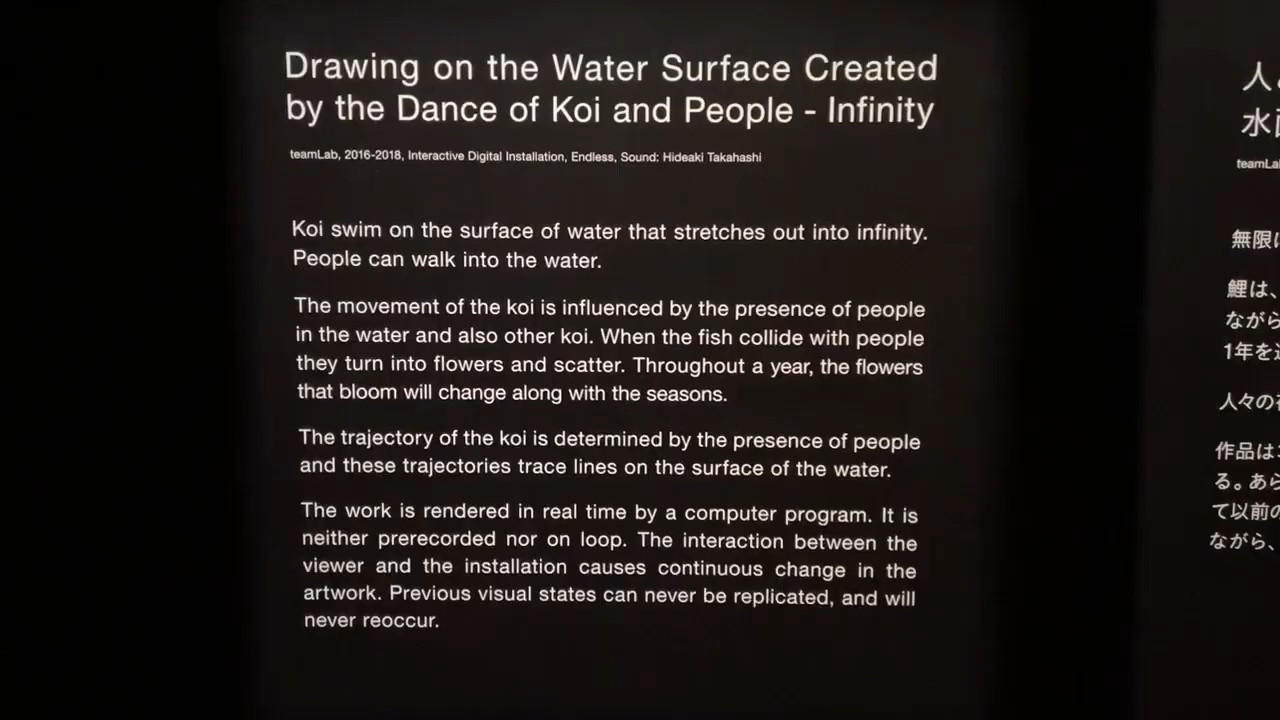 Drawing on the Water Surface Created
by the Dance of Koi and People - Infinity
teamLab, 2016-2018, Interactive Digital Installation, Endless, Sound: Hideaki Takahashi
Koi swim on the surface of water that stretches out into infinity.
People can walk into the water.
The movement of the koi is influenced by the presence of people
in the water and also other koi. When the fish collide with people
they turn into flowers and scatter. Throughout a year, the flowers
that bloom will change along with the seasons.
The trajectory of the koi is determined by the presence of people
and these trajectories trace lines on the surface of the water.
The work is rendered in real time by a computer program. It is
neither prerecorded nor on loop. The interaction between the
viewer and the installation causes continuous change in the
artwork. Previous visual states can never be replicated, and will
never reoccur.
人
水
無限
鯉は、
ながら
1年を
人々の
作品は
る。あら
て以前の
ながら、